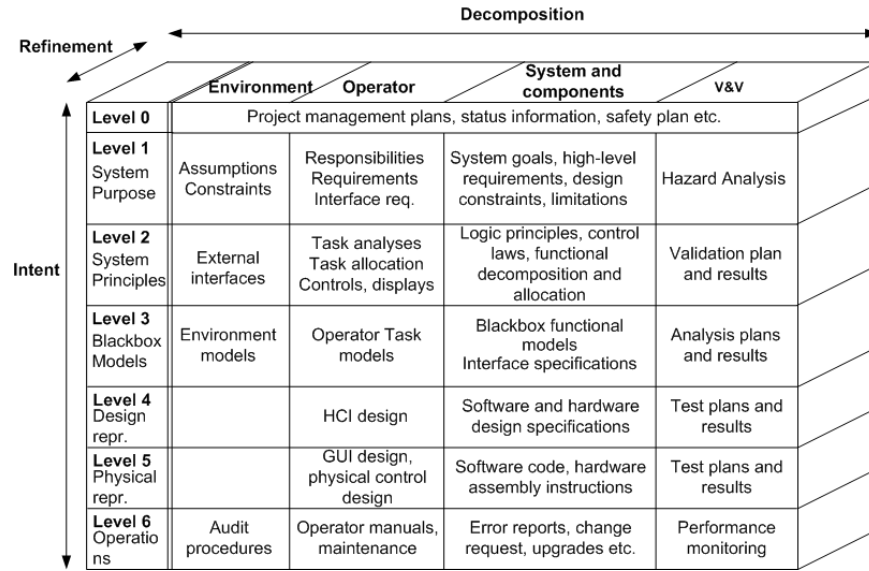 Decomposition
Refinement
Environment
Operator
System and
components
V&V
Intent
Level 0
Project management plans, status information, safety plan etc.
Level 1
System
Purpose
Assumptions
Constraints
Responsibilities
Requirements
Interface req.
System goals, high-level
requirements, design
constraints, limitations
Hazard Analysis
Level 2
System
Principles
External
interfaces
Task analyses
Task allocation
Controls, displays
Logic principles, control
laws, functional
decomposition and
allocation
Validation plan
and results
Level 3
Blackbox
Models
Environment
models
Operator Task
models
Blackbox functional
models
Interface specifications
Analysis plans
and results
Level 4
Design
repr.
HCI design
Software and hardware
design specifications
Test plans and
results
Level 5
Physical
repr.
GUI design,
physical control
design
Software code, hardware
assembly instructions
Test plans and
results
Level 6
Operatio
ns
Audit
procedures
Operator manuals,
maintenance
Error reports, change
request, upgrades etc.
Performance
monitoring